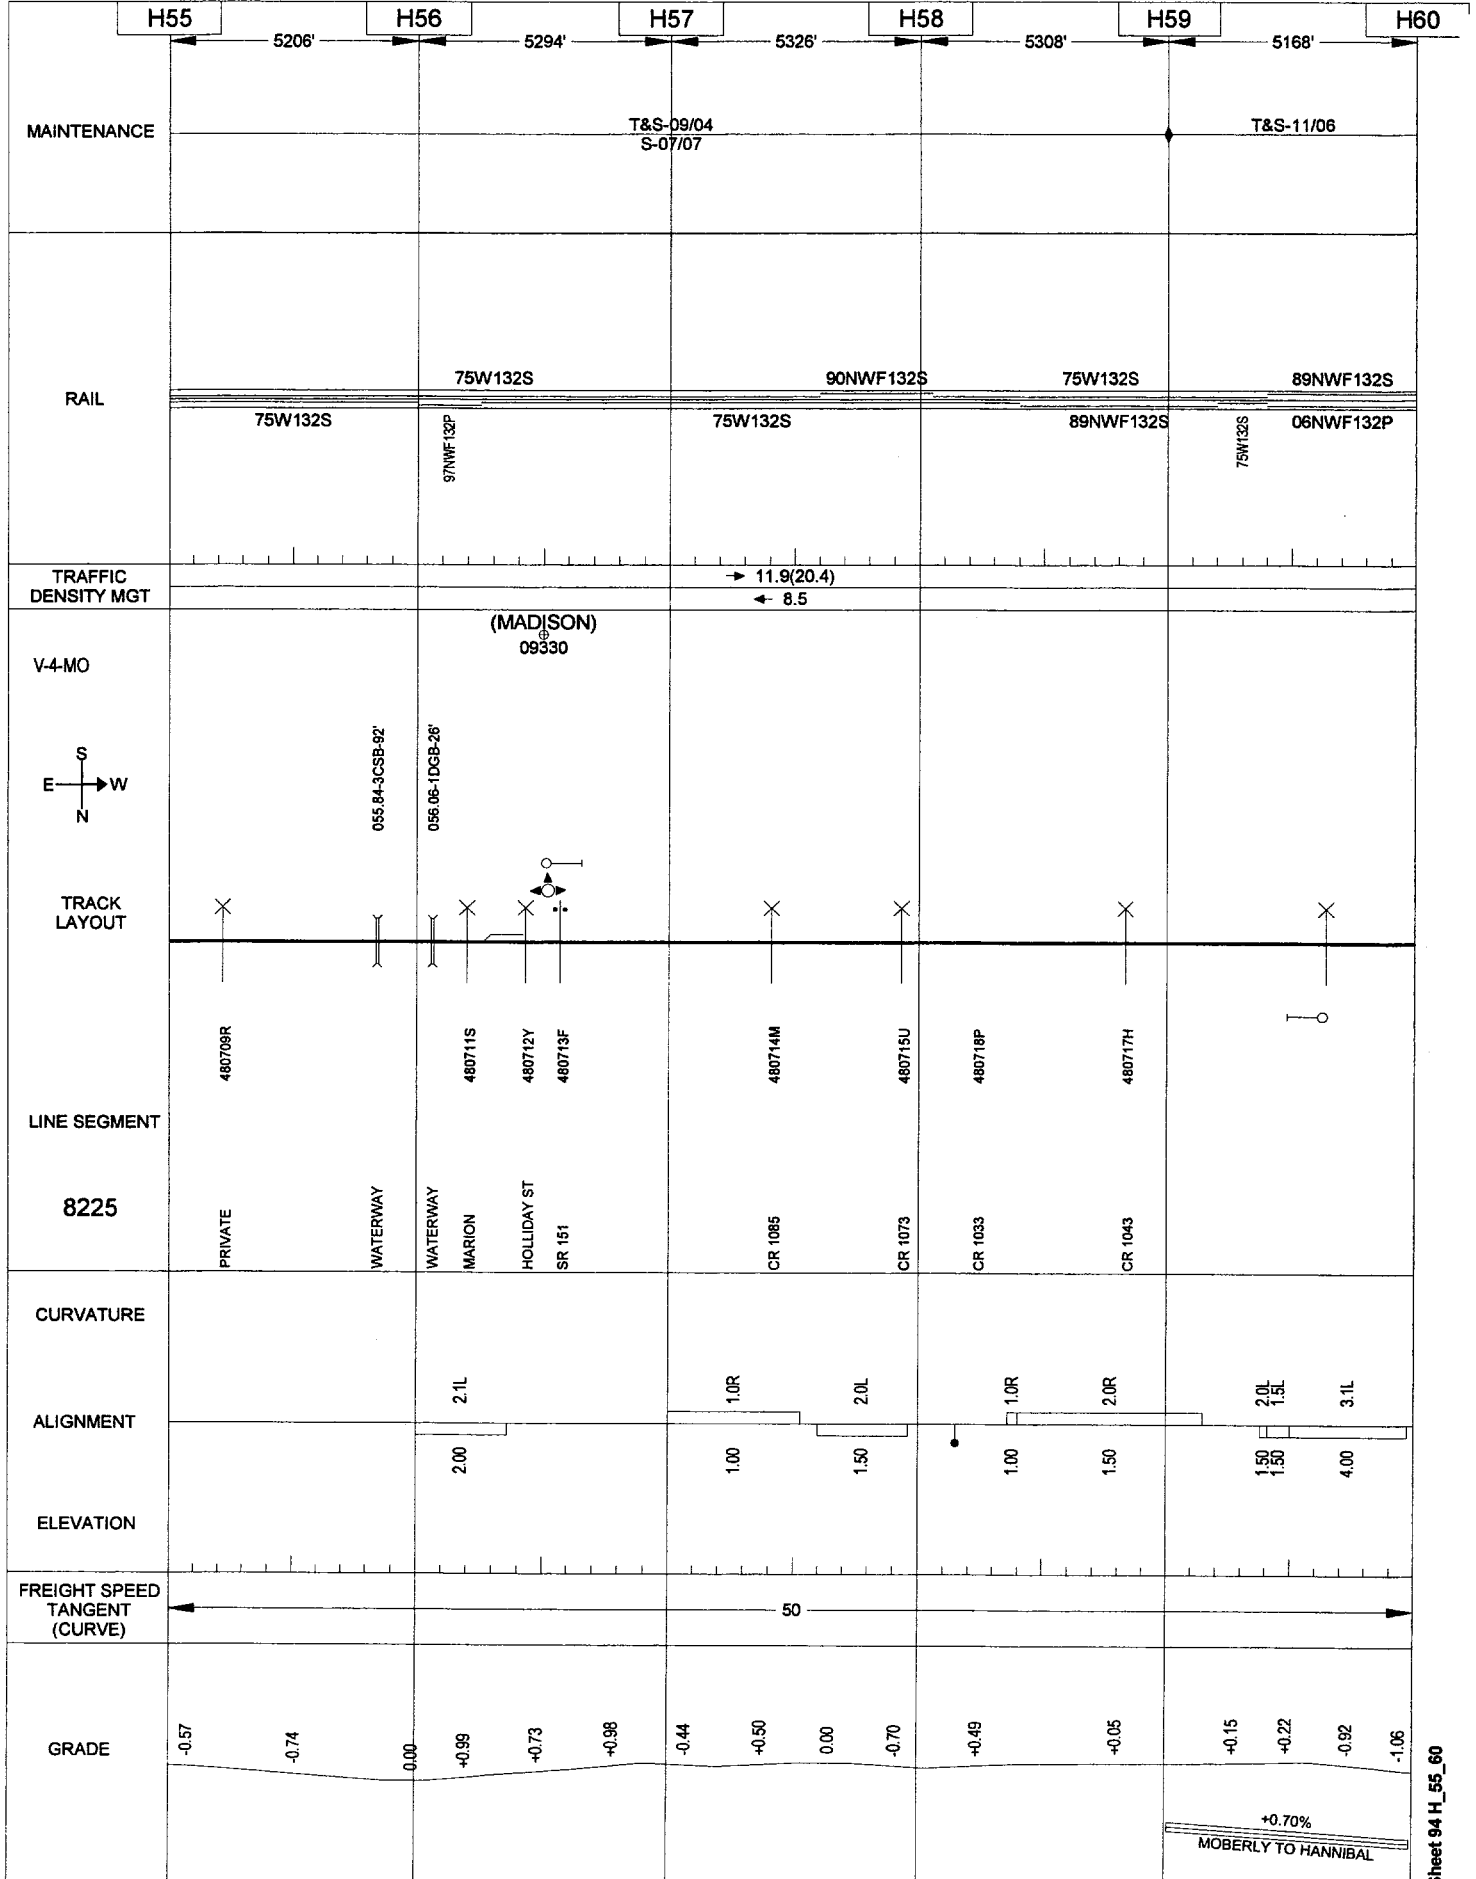 H55 H56 H57 H58 H59 H60
5206' 5294' 5326' 5308' 5168'
MAINTENANCE
T&S-09/04
S-07/07
T&S-11/06
RAIL
75W132S 90NWF132S 75W132S 89NWF132S
75W132S 97NWF132P 75W132S 89NWF132S 75W132S 06NWF132P
TRAFFIC
DENSITY MGT
11.9(20.4)
8.5
(MADISON)
09330
V-4-MO
S
E W
N
055.84-3CSB-92'
056.06-1DGB-26'
TRACK
LAYOUT
480709R
480711S
480712Y
480713F
480714M
480715U
480718P
480717H
LINE SEGMENT
8225
PRIVATE
WATERWAY
WATERWAY
MARION
HOLLIDAY ST
SR 151
CR 1085
CR 1073
CR 1033
CR 1043
CURVATURE
2.1L 1.0R 2.0L 1.0R 2.0R 2.0L 1.5L 3.1L
ALIGNMENT
2.00 1.00 1.50 1.00 1.50 1.50 1.50 4.00
ELEVATION
FREIGHT SPEED
TANGENT
(CURVE)
50
GRADE
-0.57 -0.74 0.00 +0.99 +0.73 +0.98 -0.44 +0.50 0.00 -0.70 +0.49 +0.05 +0.15 +0.22 -0.92 -1.06
+0.70%
MOBERLY TO HANNIBAL
Sheet 94 H_55_60